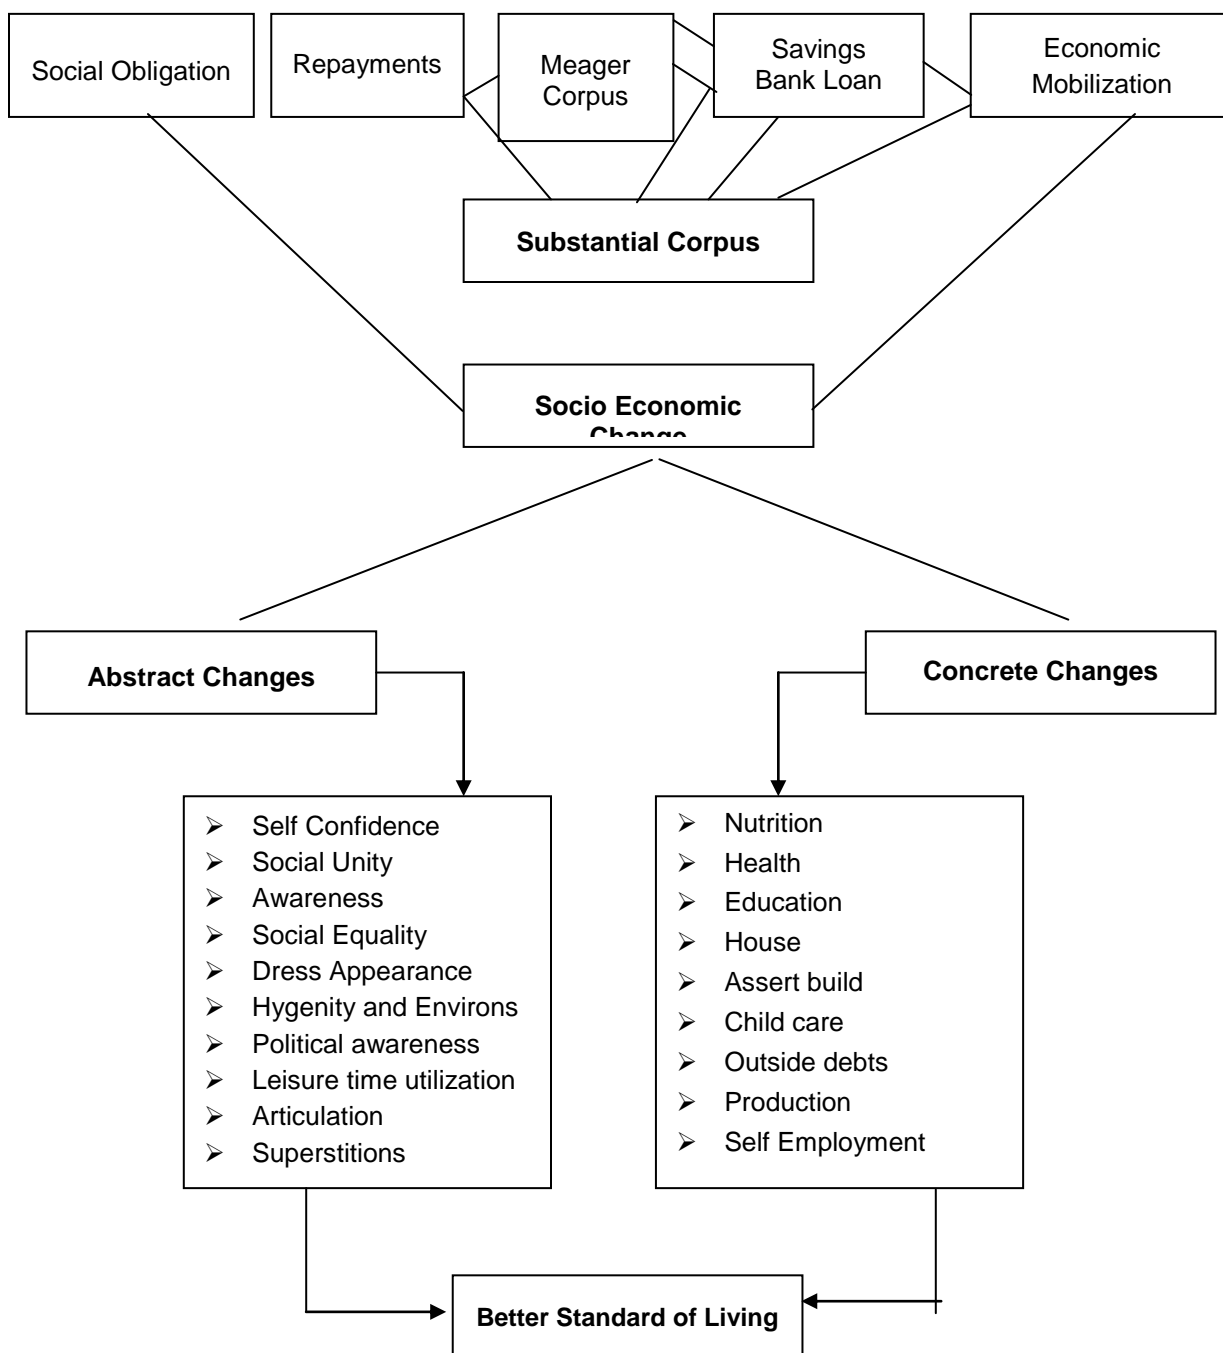 Social Obligation
Repayments
Meager
Corpus
Savings
Bank Loan
Economic
Mobilization
Substantial Corpus
Socio Economic
Change
Abstract Changes
Concrete Changes
➢ Self Confidence
➢ Social Unity
➢ Awareness
➢ Social Equality
➢ Dress Appearance
➢ Hygenity and Environs
➢ Political awareness
➢ Leisure time utilization
➢ Articulation
➢ Superstitions
➢ Nutrition
➢ Health
➢ Education
➢ House
➢ Assert build
➢ Child care
➢ Outside debts
➢ Production
➢ Self Employment
Better Standard of Living